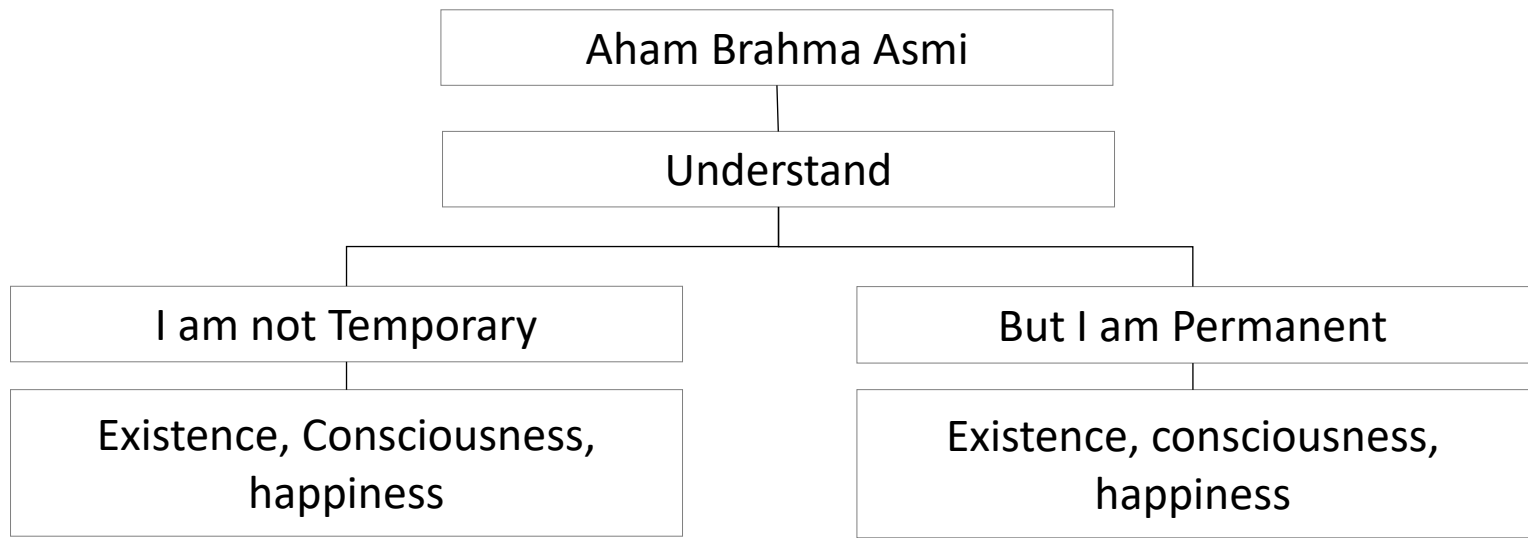 Aham Brahma Asmi
Understand
I am not Temporary
But I am Permanent
Existence, Consciousness,
happiness
Existence, consciousness,
happiness